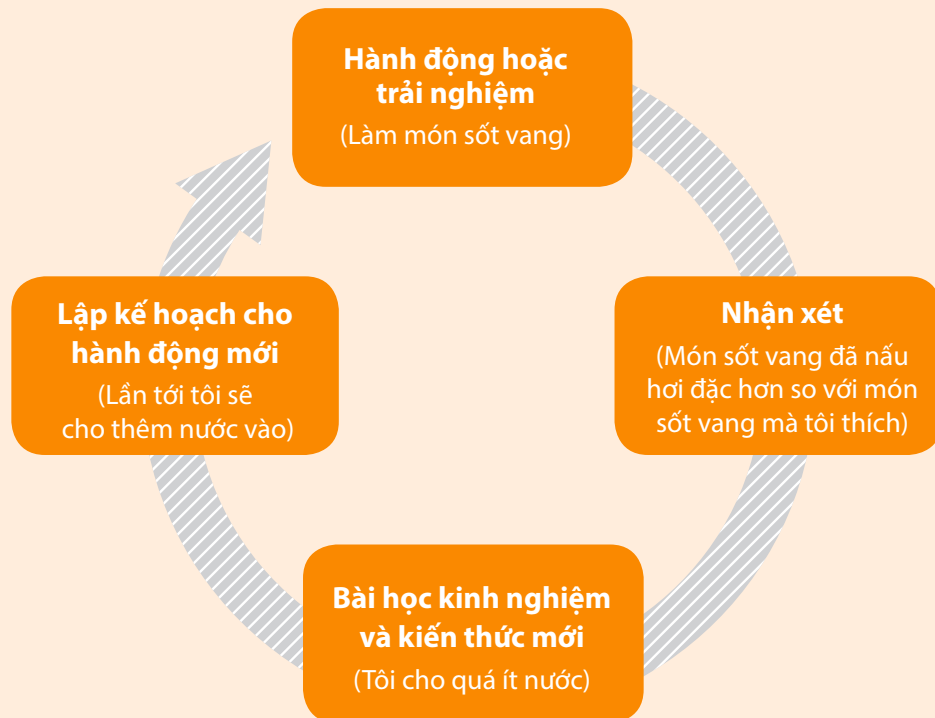 Hành động hoặc
trải nghiệm
(Làm món sốt vang)
Nhận xét
(Món sốt vang đã nấu
hơi đặc hơn so với món
sốt vang mà tôi thích)
Bài học kinh nghiệm
và kiến thức mới
(Tôi cho quá ít nước)
Lập kế hoạch cho
hành động mới
(Lần tới tôi sẽ
cho thêm nước vào)